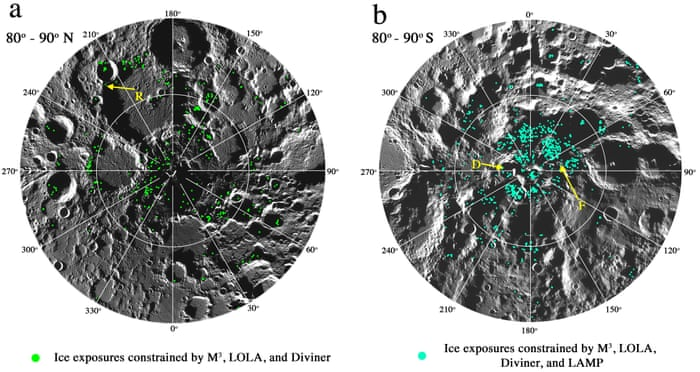 a
80° - 90° N
180°
210°
150°
240°
120°
R
270°
90°
300°
60°
330°
30°
0°
Ice exposures constrained by M³, LOLA, and Diviner
b
80° - 90° S
0°
330°
30°
300°
60°
D
270°
90°
F
240°
120°
210°
150°
180°
Ice exposures constrained by M³, LOLA,
Diviner, and LAMP